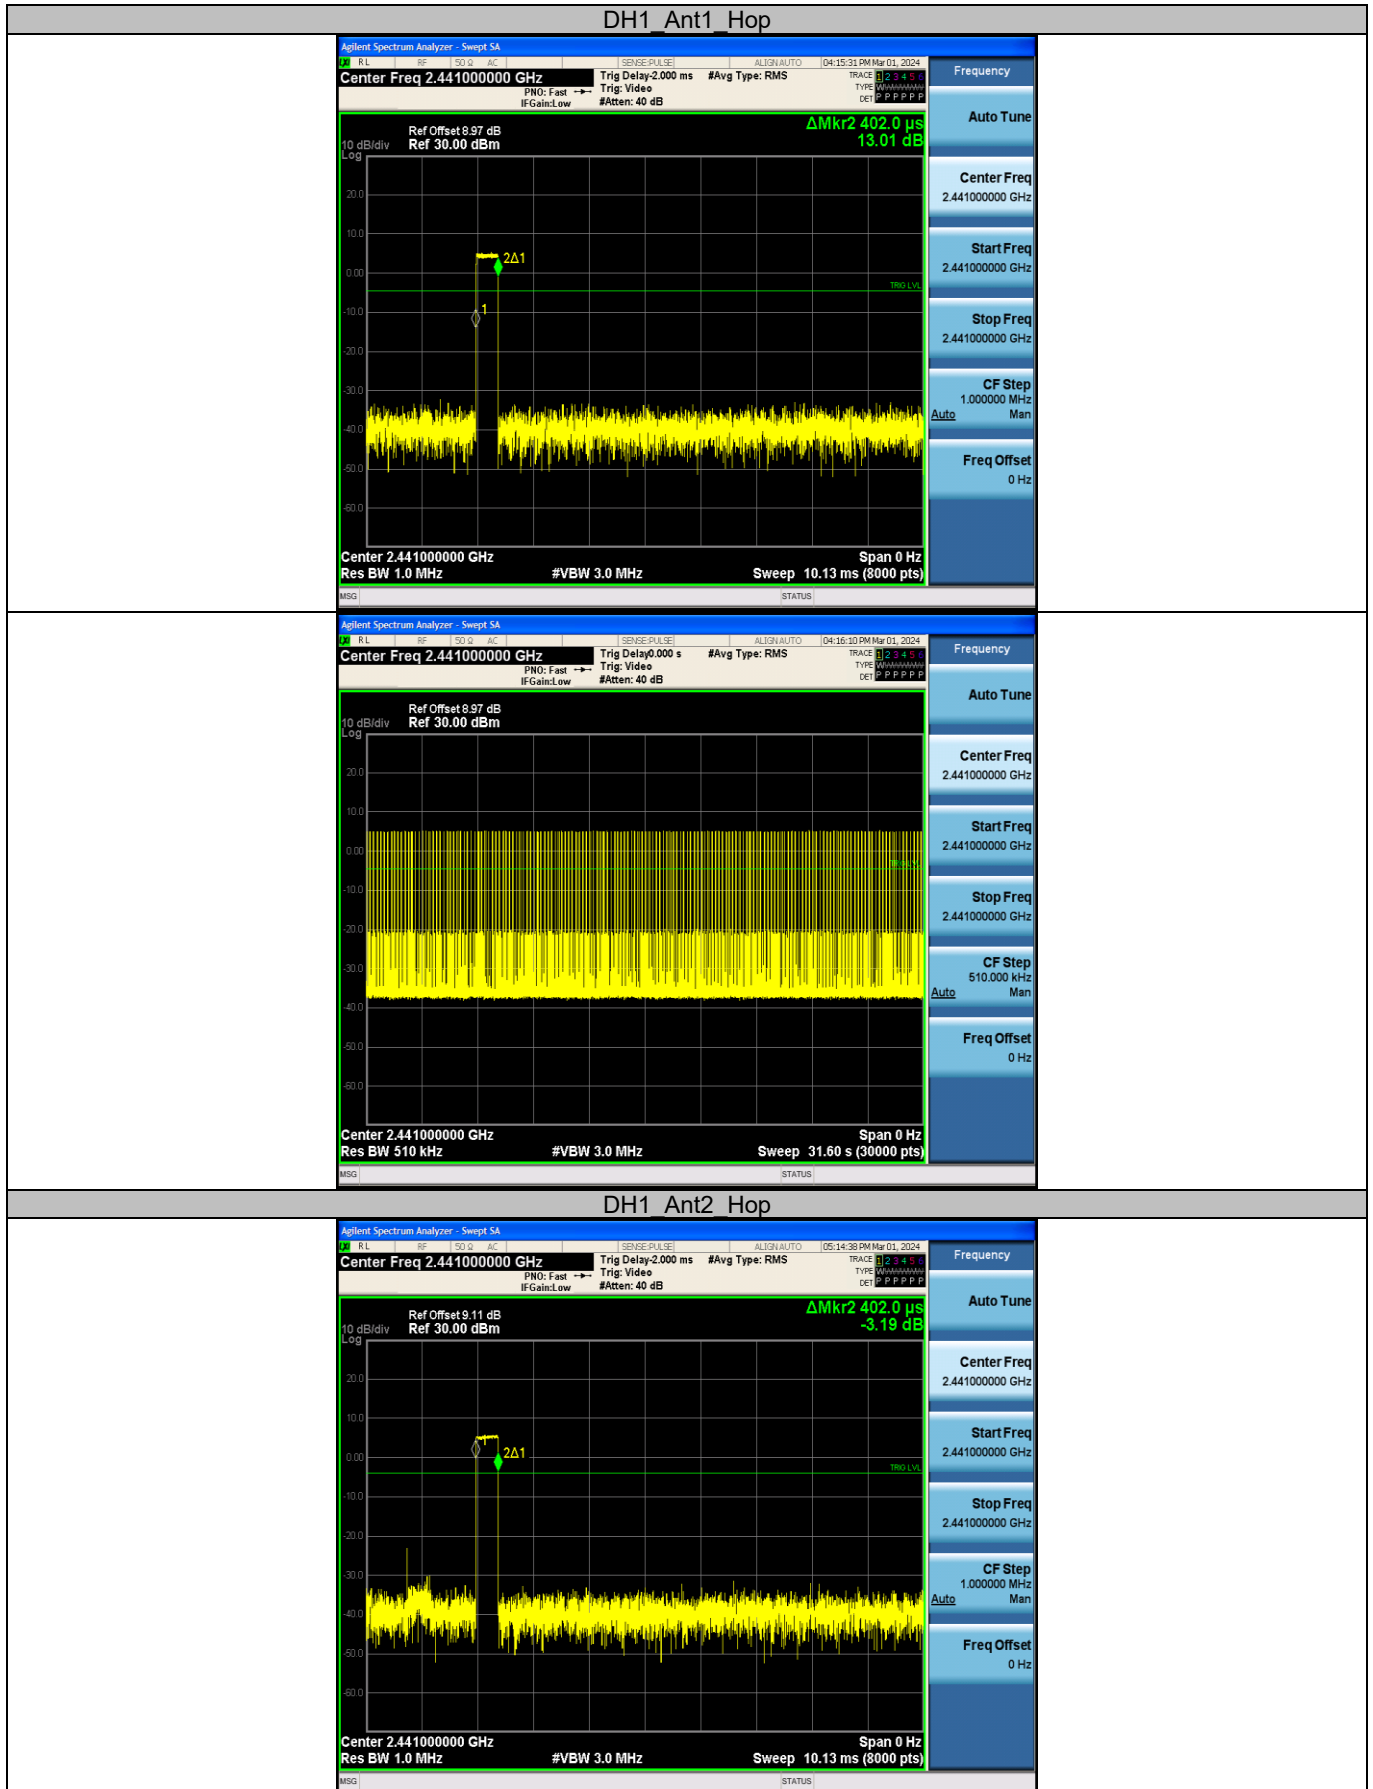 DH1_Ant1_Hop
Agilent Spectrum Analyzer - Swept SA
LXI RL RF 50 Ω AC SENSE:PULSE ALIGNAUTO 04:15:31 PM Mar 01, 2024
Center Freq 2.441000000 GHz
PNO: Fast
IFGain:Low
Trig Delay-2.000 ms
Trig: Video
#Atten: 40 dB
#Avg Type: RMS
TRACE 1 2 3 4 5 6
TYPE WWWWWW
DET P P P P P P
Frequency
Auto Tune
Center Freq
2.441000000 GHz
Start Freq
2.441000000 GHz
Stop Freq
2.441000000 GHz
CF Step
1.000000 MHz
Auto Man
Freq Offset
0 Hz
ΔMkr2 402.0 µs
13.01 dB
Ref Offset 8.97 dB
10 dB/div Ref 30.00 dBm
Log
20.0
10.0
0.00
-10.0
-20.0
-30.0
-40.0
-50.0
-60.0
2Δ1
1
TRIG LVL
Center 2.441000000 GHz Span 0 Hz
Res BW 1.0 MHz #VBW 3.0 MHz Sweep 10.13 ms (8000 pts)
MSG STATUS
Agilent Spectrum Analyzer - Swept SA
LXI RL RF 50 Ω AC SENSE:PULSE ALIGNAUTO 04:16:10 PM Mar 01, 2024
Center Freq 2.441000000 GHz
PNO: Fast
IFGain:Low
Trig Delay0.000 s
Trig: Video
#Atten: 40 dB
#Avg Type: RMS
TRACE 1 2 3 4 5 6
TYPE WWWWWW
DET P P P P P P
Frequency
Auto Tune
Center Freq
2.441000000 GHz
Start Freq
2.441000000 GHz
Stop Freq
2.441000000 GHz
CF Step
510.000 kHz
Auto Man
Freq Offset
0 Hz
Ref Offset 8.97 dB
10 dB/div Ref 30.00 dBm
Log
20.0
10.0
0.00
-10.0
-20.0
-30.0
-40.0
-50.0
-60.0
TRIG LVL
Center 2.441000000 GHz Span 0 Hz
Res BW 510 kHz #VBW 3.0 MHz Sweep 31.60 s (30000 pts)
MSG STATUS
DH1_Ant2_Hop
Agilent Spectrum Analyzer - Swept SA
LXI RL RF 50 Ω AC SENSE:PULSE ALIGNAUTO 05:14:38 PM Mar 01, 2024
Center Freq 2.441000000 GHz
PNO: Fast
IFGain:Low
Trig Delay-2.000 ms
Trig: Video
#Atten: 40 dB
#Avg Type: RMS
TRACE 1 2 3 4 5 6
TYPE WWWWWW
DET P P P P P P
Frequency
Auto Tune
Center Freq
2.441000000 GHz
Start Freq
2.441000000 GHz
Stop Freq
2.441000000 GHz
CF Step
1.000000 MHz
Auto Man
Freq Offset
0 Hz
ΔMkr2 402.0 µs
-3.19 dB
Ref Offset 9.11 dB
10 dB/div Ref 30.00 dBm
Log
20.0
10.0
0.00
-10.0
-20.0
-30.0
-40.0
-50.0
-60.0
2Δ1
TRIG LVL
Center 2.441000000 GHz Span 0 Hz
Res BW 1.0 MHz #VBW 3.0 MHz Sweep 10.13 ms (8000 pts)
MSG STATUS